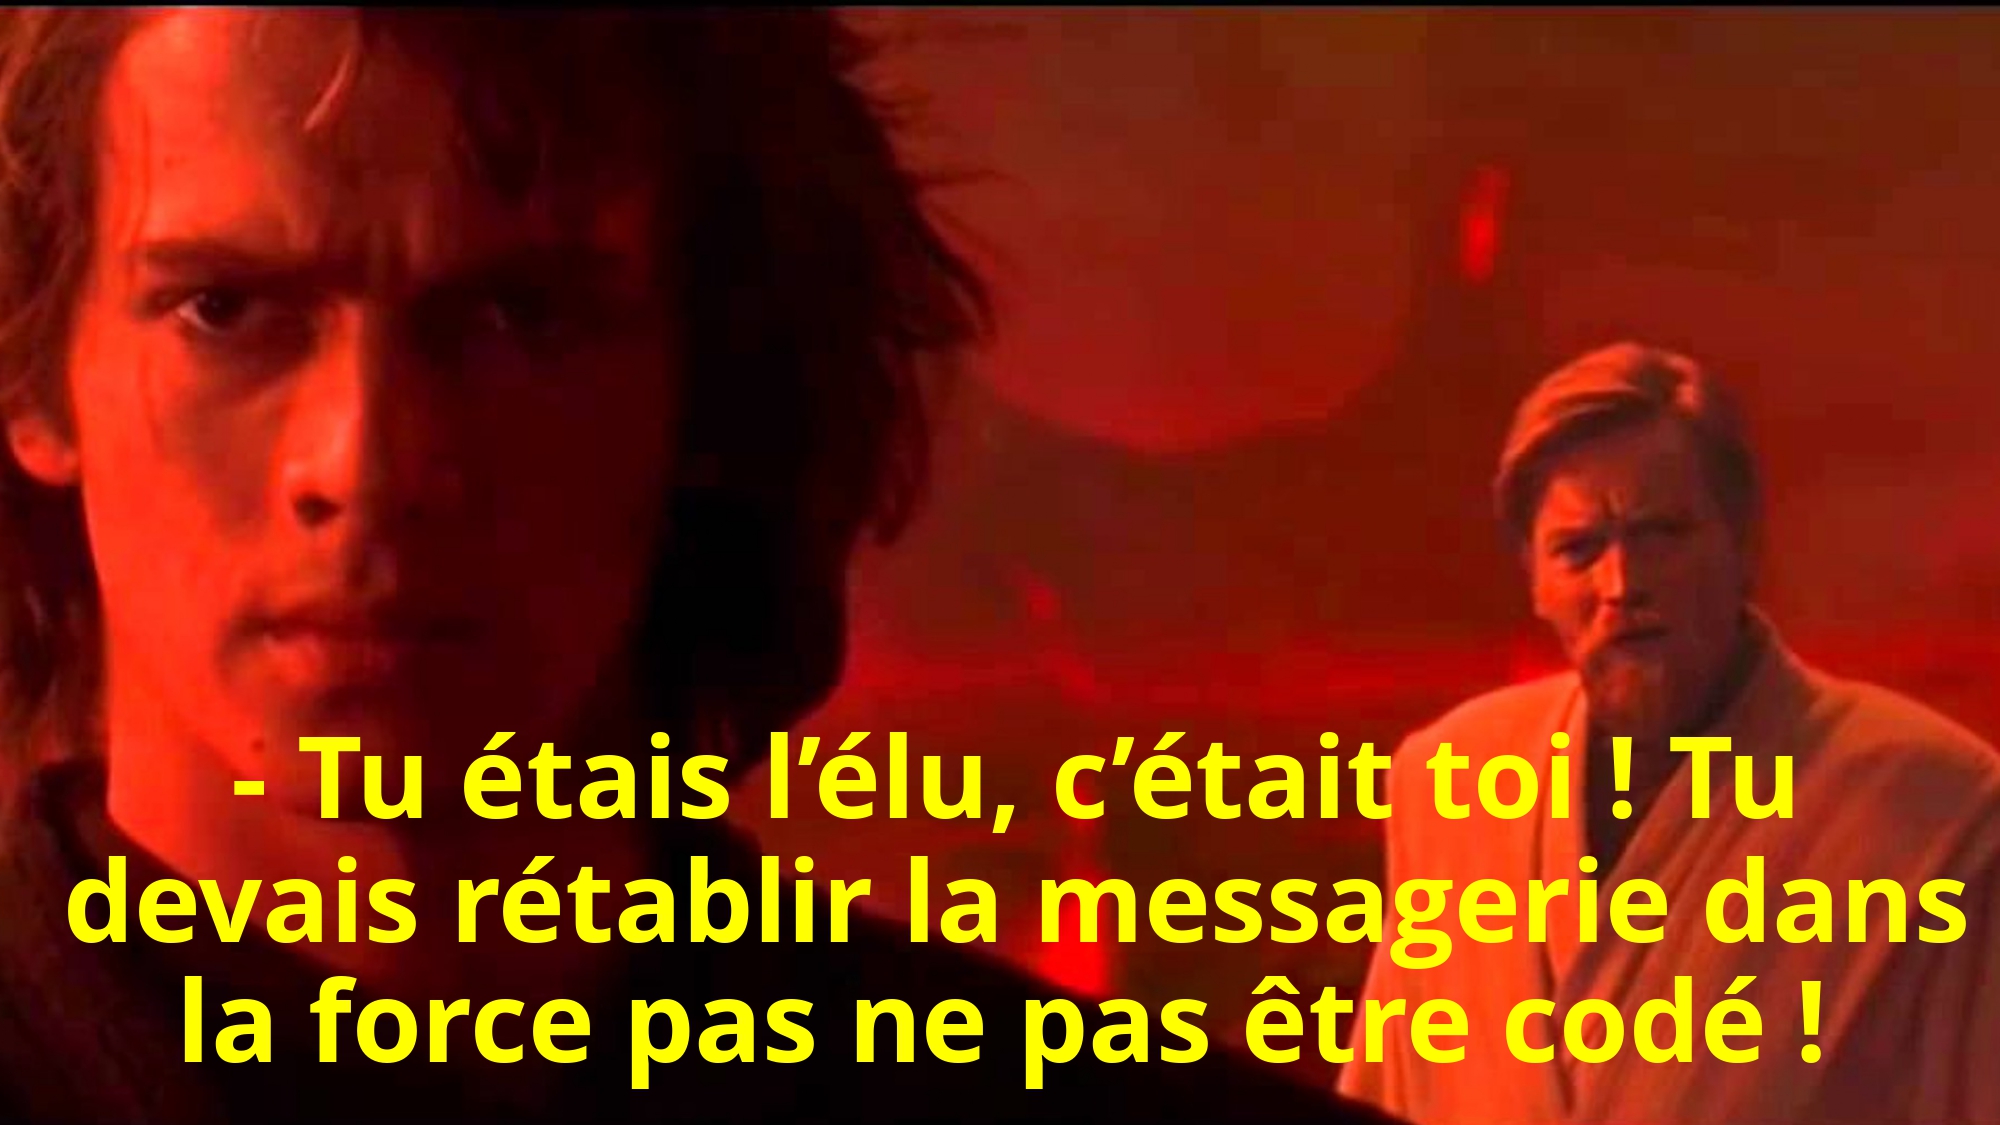 - Tu étais l’élu, c’était toi ! Tu
devais rétablir la messagerie dans
la force pas ne pas être codé !